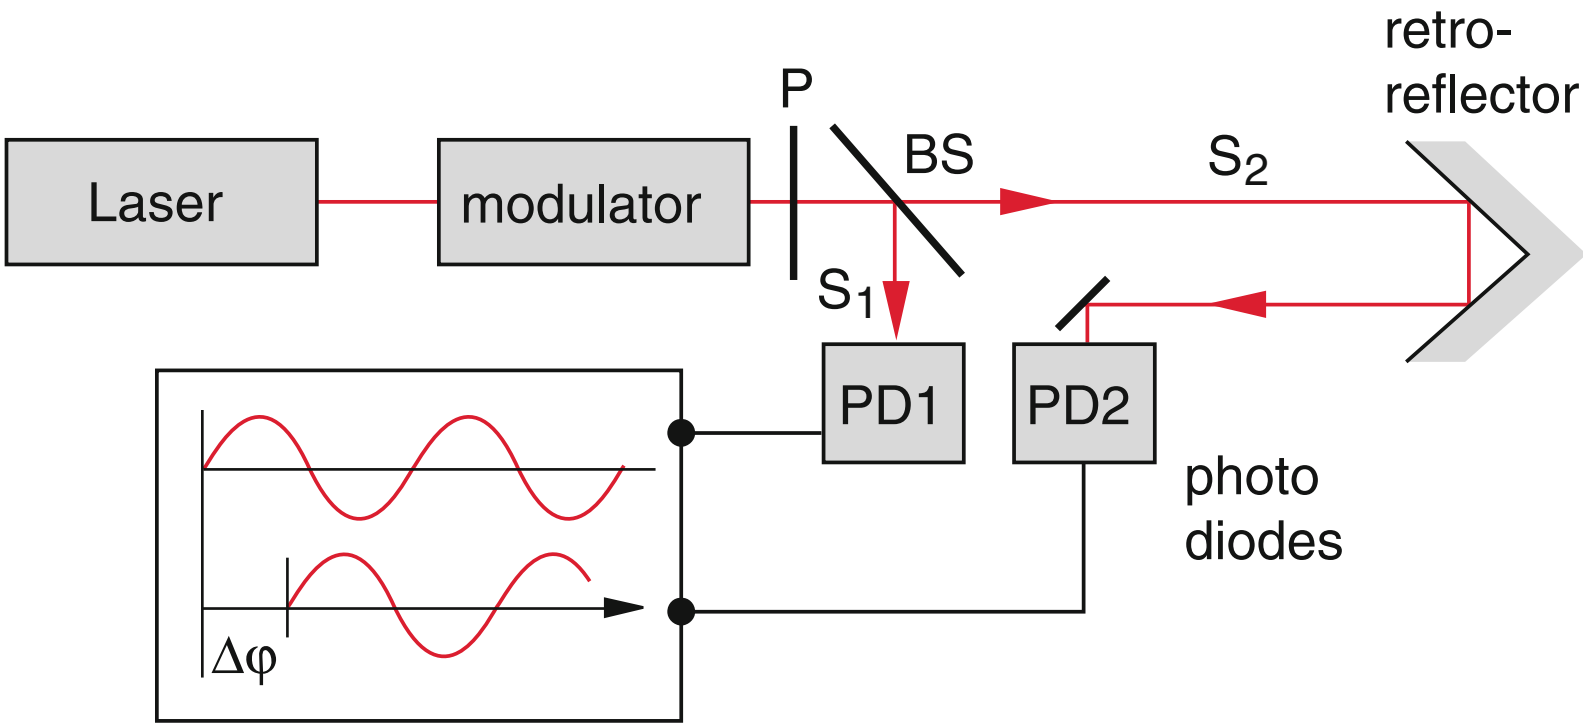 retro-
reflector
P
BS
S2
Laser
modulator
S1
PD1
PD2
photo
diodes
Δφ